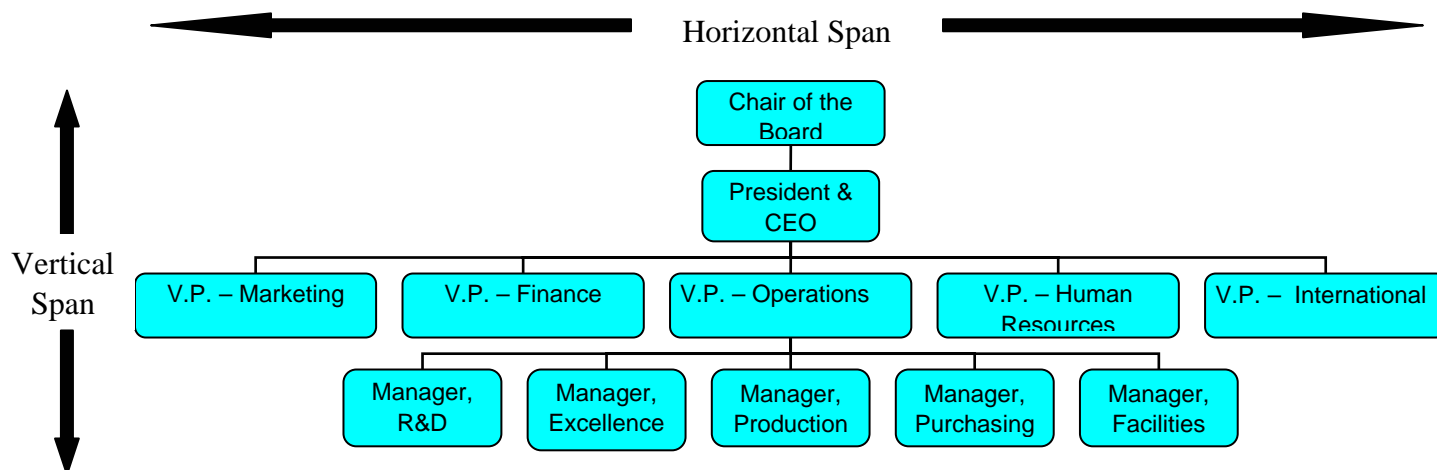 Horizontal Span
Chair of the
Board
President &
CEO
Vertical
Span
V.P. – Marketing
V.P. – Finance
V.P. – Operations
V.P. – Human
Resources
V.P. – International
Manager,
R&D
Manager,
Excellence
Manager,
Production
Manager,
Purchasing
Manager,
Facilities